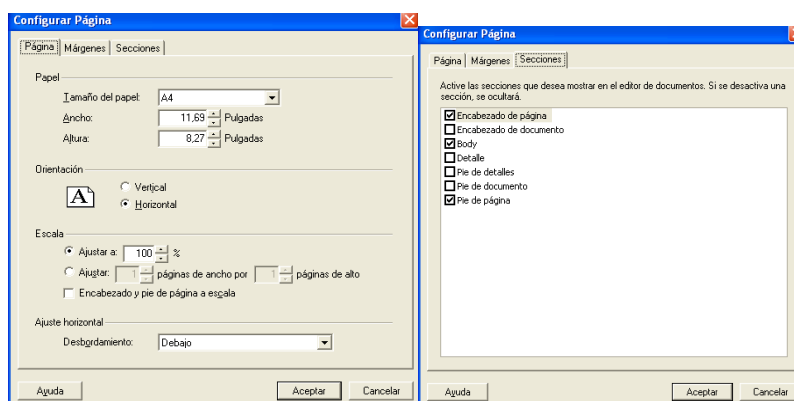 Configurar Página
Página Márgenes Secciones
Papel
Tamaño del papel: A4
Ancho: 11,69 Pulgadas
Altura: 8,27 Pulgadas
Orientación
A
Vertical
Horizontal
Escala
Ajustar a: 100 %
Ajustar: 1 páginas de ancho por 1 páginas de alto
Encabezado y pie de página a escala
Ajuste horizontal
Desbordamiento: Debajo
Ayuda Aceptar Cancelar
Configurar Página
Página Márgenes Secciones
Active las secciones que desea mostrar en el editor de documentos. Si se desactiva una
sección, se ocultará.
Encabezado de página
Encabezado de documento
Body
Detalle
Pie de detalles
Pie de documento
Pie de página
Ayuda Aceptar Cancelar